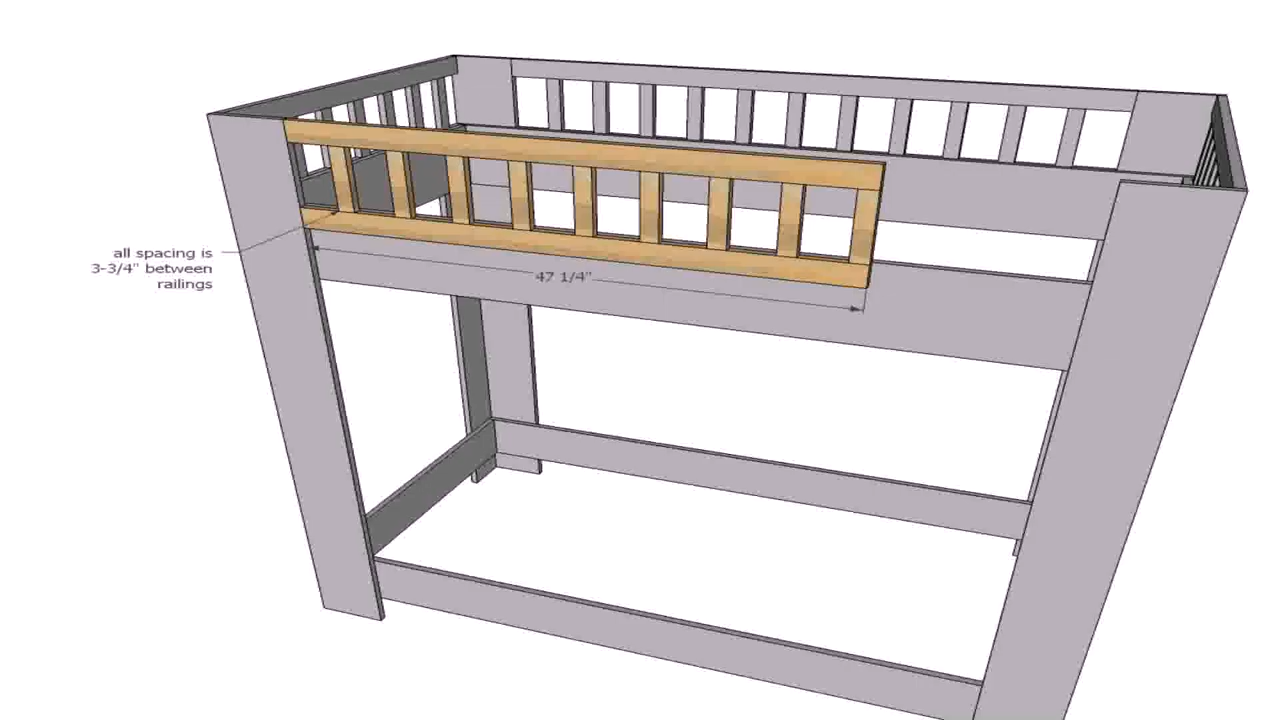 all spacing is
3-3/4" between
railings
47 1/4"